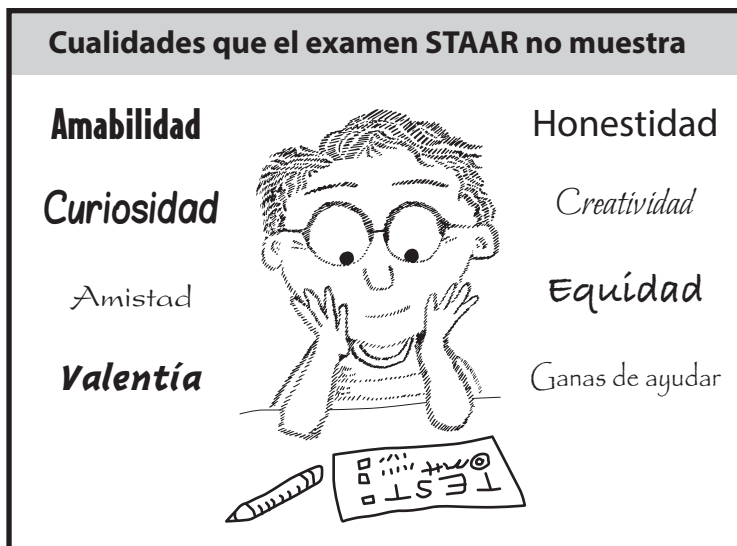 Cualidades que el examen STAAR no muestra
Amabilidad
Curiosidad
Amistad
Valentía
Honestidad
Creatividad
Equidad
Ganas de ayudar
TEST